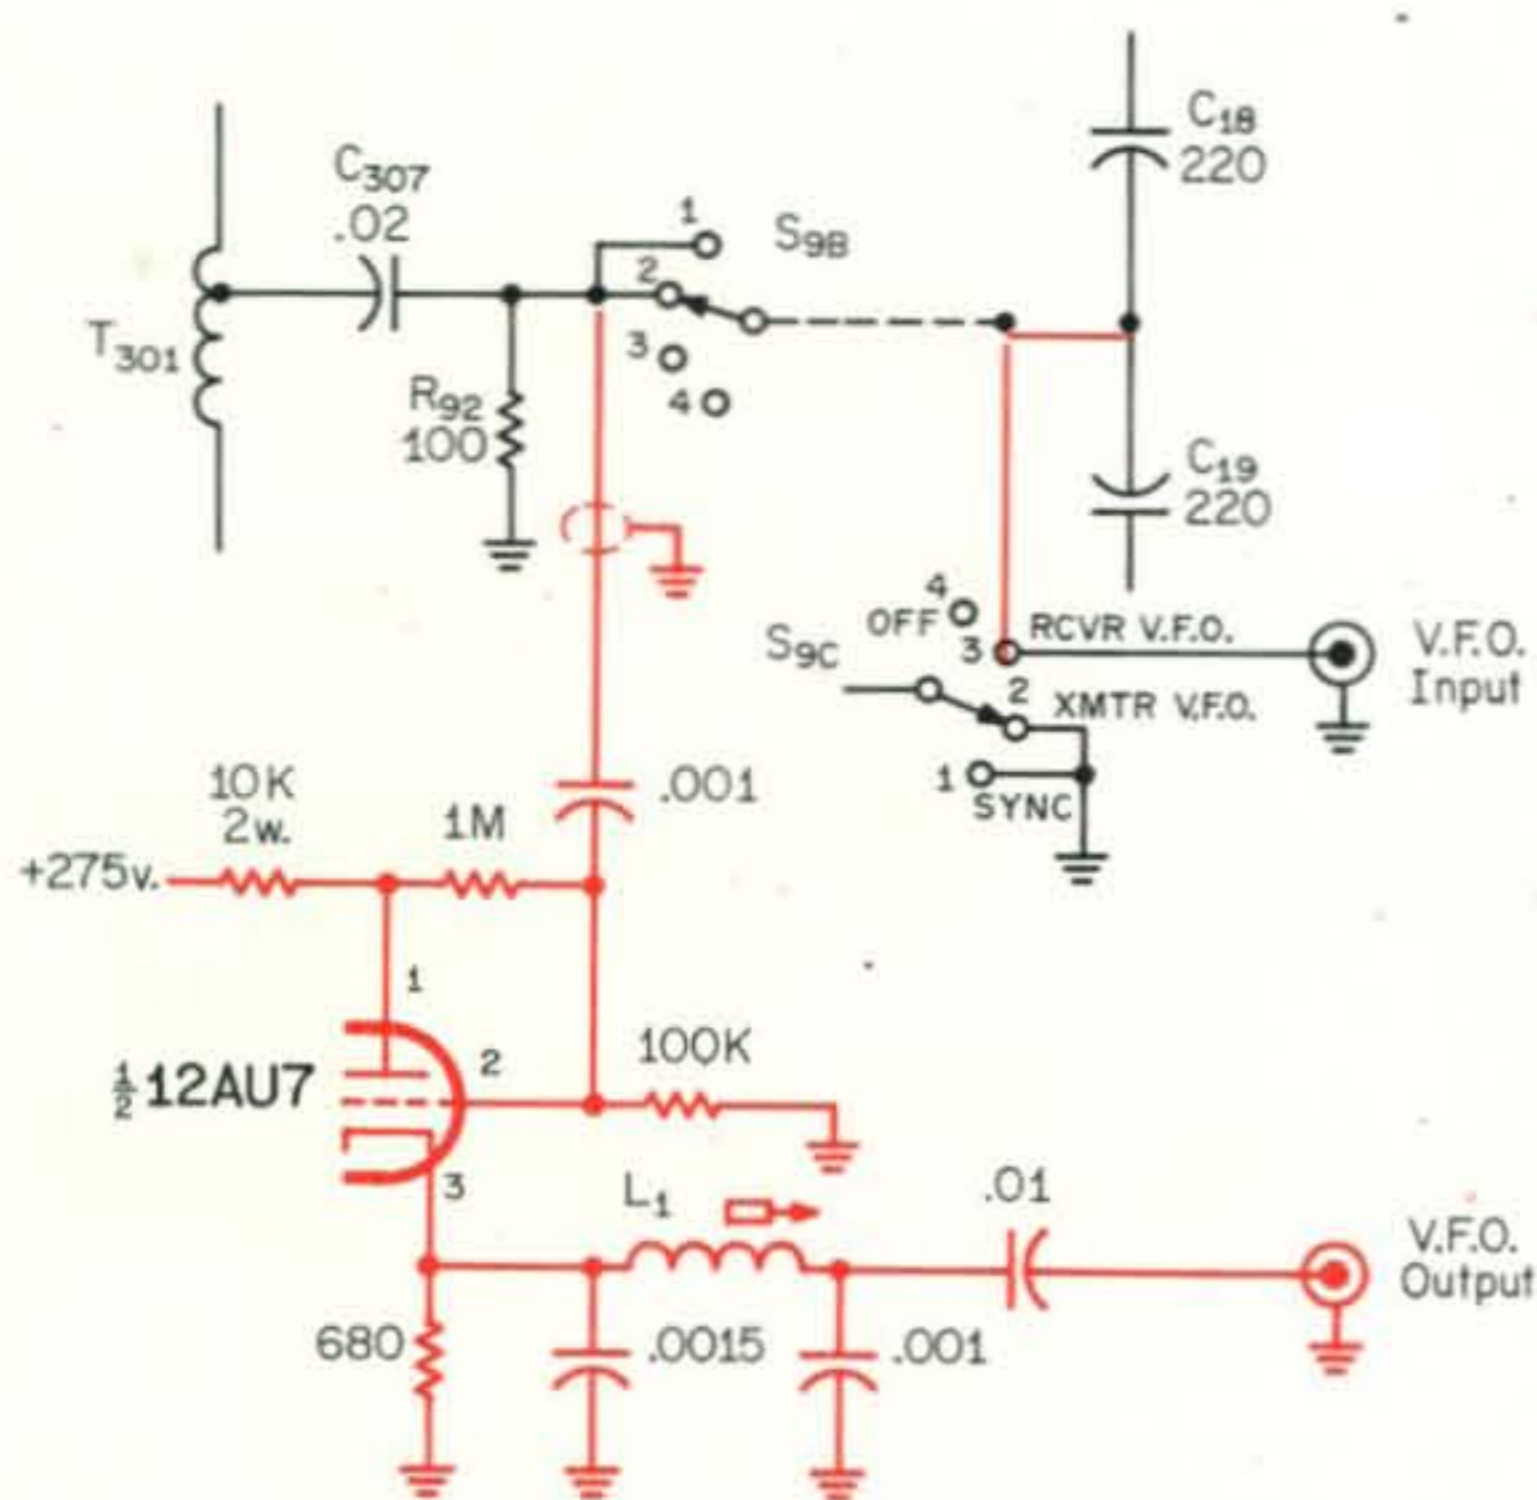 C18
220
C307
.02
1
S9B
2
T301
3
R92
100
4
C19
220
4
OFF
RCVR V.F.O.
V.F.O.
Input
S9C
3
2
XMTR V.F.O.
1
SYNC
10K
2w.
1M
.001
+275v.
1
½ 12AU7
2
100K
3
L1
.01
V.F.O.
Output
680
.0015
.001